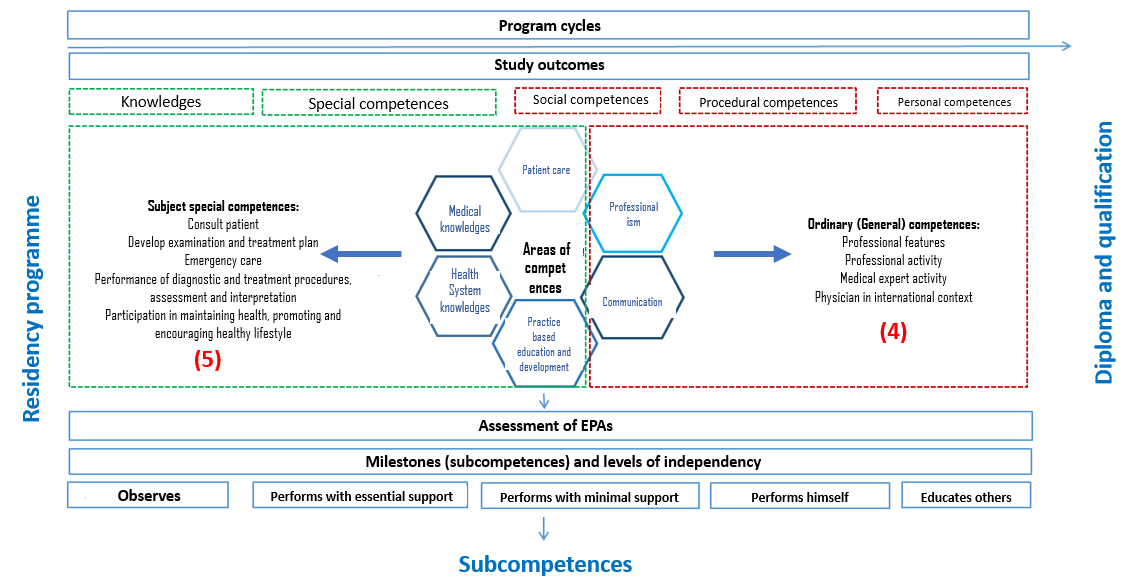 Program cycles
Study outcomes
Knowledges
Special competences
Social competences
Procedural competences
Personal competences
Residency programme
Subject special competences:
Consult patient
Develop examination and treatment plan
Emergency care
Performance of diagnostic and treatment procedures,
assessment and interpretation
Participation in maintaining health, promoting and
encouraging healthy lifestyle
(5)
Patient care
Medical
knowledges
Health
System
knowledges
Areas of
compet
ences
Professional
ism
Communication
Practice
based
education and
development
Ordinary (General) competences:
Professional features
Professional activity
Medical expert activity
Physician in international context
(4)
Diploma and qualification
Assessment of EPAs
Milestones (subcompetences) and levels of independency
Observes
Performs with essential support
Performs with minimal support
Performs himself
Educates others
Subcompetences